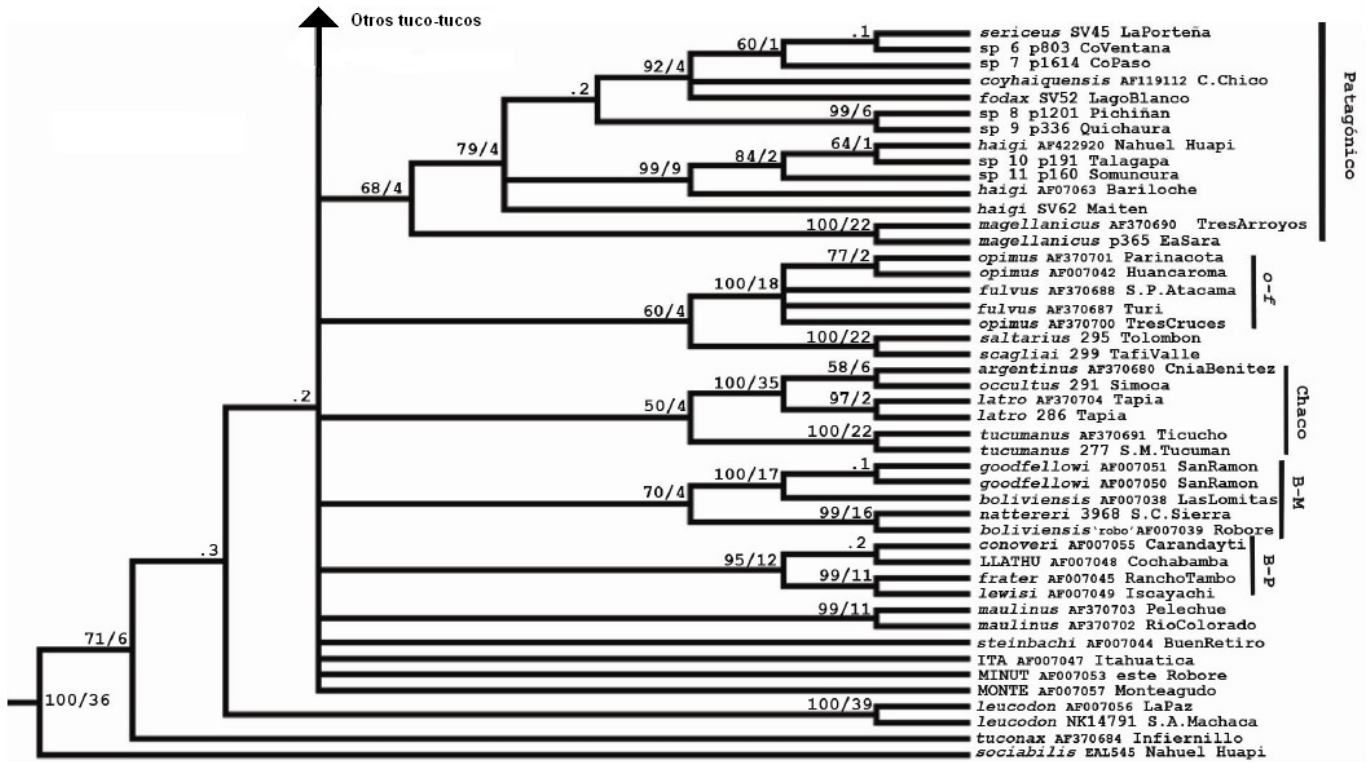 Otros tuco-tucos
.1
sericeus SV45 LaPorteña
60/1
sp 6 p803 CoVentana
sp 7 p1614 CoPaso
92/4
coyhaiquensis AF119112 C.Chico
.2
fodax SV52 LagoBlanco
99/6
sp 8 p1201 Pichiñan
sp 9 p336 Quichaura
79/4
64/1
haigi AF422920 Nahuel Huapi
84/2
sp 10 p191 Talagapa
99/9
sp 11 p160 Somuncura
68/4
haigi AF07063 Bariloche
haigi SV62 Maiten
100/22
magellanicus AF370690 TresArroyos
magellanicus p365 EaSara
Patagónico
77/2
opimus AF370701 Parinacota
opimus AF007042 Huancaroma
100/18
fulvus AF370688 S.P.Atacama
60/4
fulvus AF370687 Turi
opimus AF370700 TresCruces
o-f
100/22
saltarius 295 Tolombon
scagliai 299 TafiValle
58/6
argentinus AF370680 CniaBenitez
100/35
occultus 291 Simoca
50/4
97/2
latro AF370704 Tapia
latro 286 Tapia
100/22
tucumanus AF370691 Ticucho
tucumanus 277 S.M.Tucuman
Chaco
.2
.1
goodfellowi AF007051 SanRamon
100/17
goodfellowi AF007050 SanRamon
70/4
boliviensis AF007038 LasLomitas
99/16
nattereri 3968 S.C.Sierra
boliviensis'robo'AF007039 Robore
B-M
.2
conoveri AF007055 Carandayti
95/12
LLATHU AF007048 Cochabamba
99/11
frater AF007045 RanchoTambo
lewisi AF007049 Iscayachi
B-P
99/11
maulinus AF370703 Pelechue
maulinus AF370702 RioColorado
steinbachi AF007044 BuenRetiro
ITA AF007047 Itahuatica
MINUT AF007053 este Robore
MONTE AF007057 Monteagudo
.3
100/39
leucodon AF007056 LaPaz
leucodon NK14791 S.A.Machaca
71/6
tuconax AF370684 Infiernillo
100/36
sociabilis EAL545 Nahuel Huapi